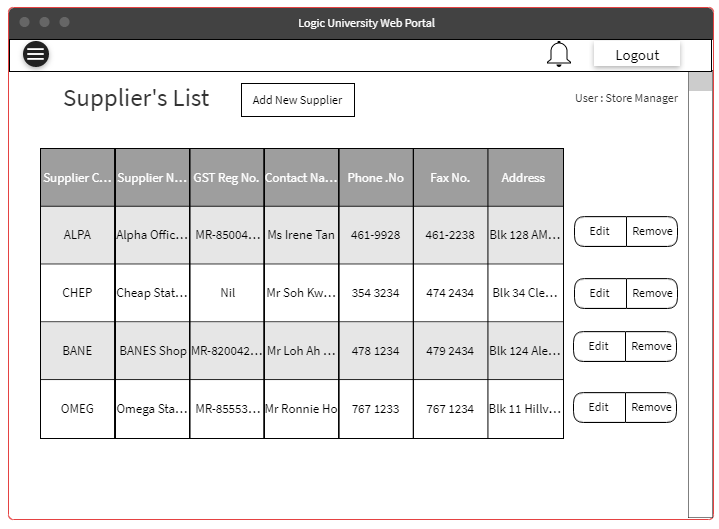 Logic University Web Portal
Logout
Supplier's List
Add New Supplier
User : Store Manager
Supplier C... Supplier N... GST Reg No. Contact Na... Phone .No Fax No. Address
ALPA Alpha Offic... MR-85004... Ms Irene Tan 461-9928 461-2238 Blk 128 AM... Edit Remove
CHEP Cheap Stat... Nil Mr Soh Kw... 354 3234 474 2434 Blk 34 Cle... Edit Remove
BANE BANES Shop MR-820042... Mr Loh Ah ... 478 1234 479 2434 Blk 124 Ale... Edit Remove
OMEG Omega Sta... MR-85553... Mr Ronnie Ho 767 1233 767 1234 Blk 11 Hillv... Edit Remove